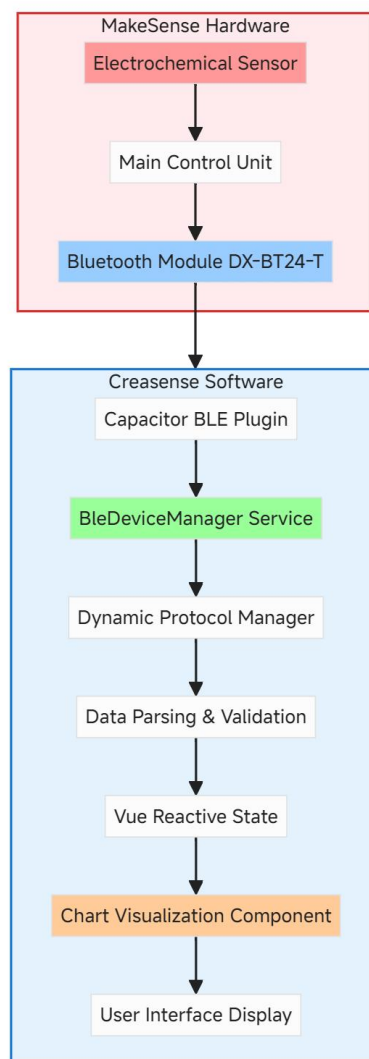 MakeSense Hardware
Electrochemical Sensor
Main Control Unit
Bluetooth Module DX-BT24-T
Creasense Software
Capacitor BLE Plugin
BleDeviceManager Service
Dynamic Protocol Manager
Data Parsing & Validation
Vue Reactive State
Chart Visualization Component
User Interface Display